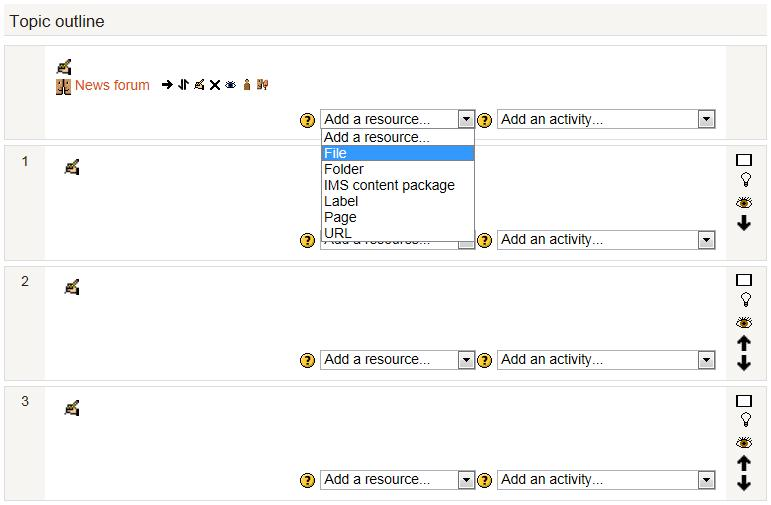 Topic outline
News forum
Add a resource... Add an activity...
Add a resource...
File
Folder
IMS content package
Label
Page
URL
1
Add a resource... Add an activity...
2
Add a resource... Add an activity...
3
Add a resource... Add an activity...